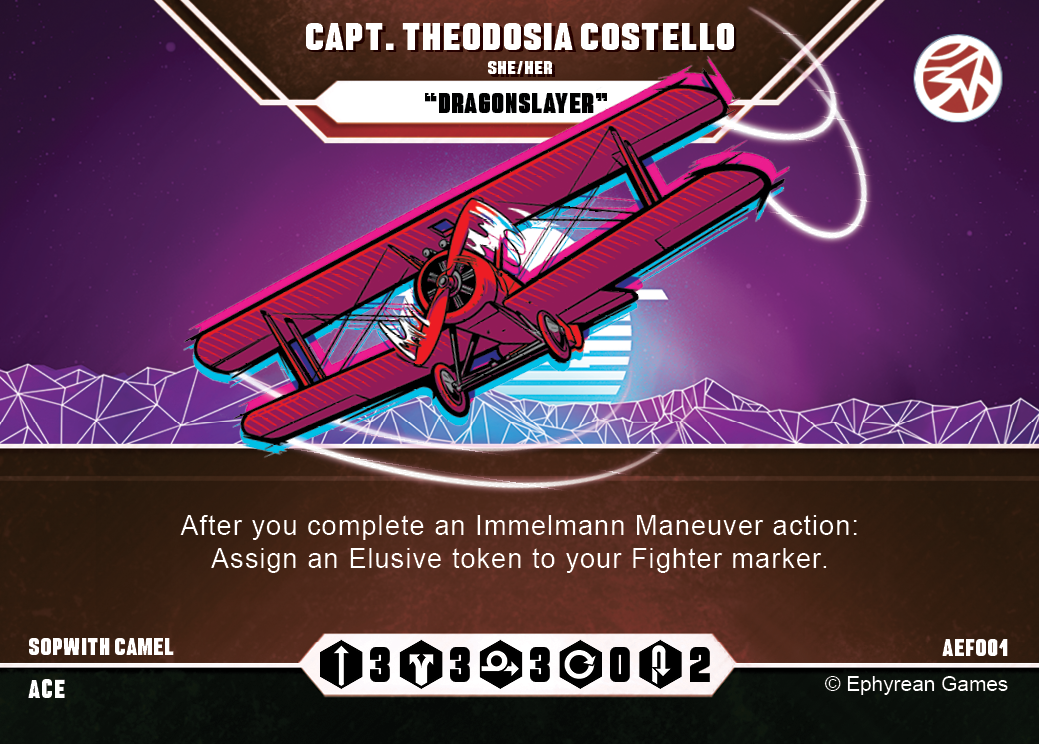 CAPT. THEODOSIA COSTELLO
SHE/HER
“DRAGONSLAYER”
After you complete an Immelmann Maneuver action:
Assign an Elusive token to your Fighter marker.
SOPWITH CAMEL
AEF001
3 3 3 0 2
ACE
© Ephyrean Games